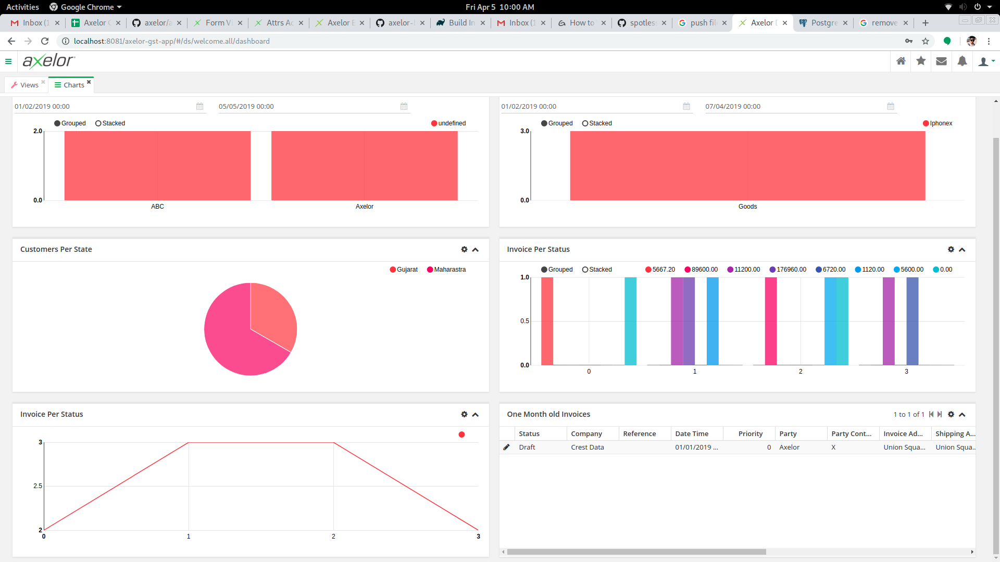 Activities Google Chrome Fri Apr 5 10:00 AM
Inbox (1 Axelor axelor/a Form Vi Attrs Ac Axelor E axelor- Build In Inbox (1 How to spotles push fil Axelor Postgre remove
localhost:8081/axelor-gst-app/#/ds/welcome.all/dashboard
axelor
Views Charts
01/02/2019 00:00 05/05/2019 00:00
Grouped Stacked undefined
2.0
0.0
ABC Axelor
01/02/2019 00:00 07/04/2019 00:00
Grouped Stacked Iphonex
3.0
0.0
Goods
Customers Per State
Gujarat Maharastra
Invoice Per Status
Grouped Stacked 5667.20 89600.00 11200.00 176960.00 6720.00 1120.00 5600.00 0.00
1.0
0.5
0.0
0 1 2 3
Invoice Per Status
3
2.5
2
0 1 2 3
One Month old Invoices 1 to 1 of 1
Status Company Reference Date Time Priority Party Party Cont... Invoice Ad... Shipping A...
Draft Crest Data 01/01/2019 ... 0 Axelor X Union Squa... Union Squa...